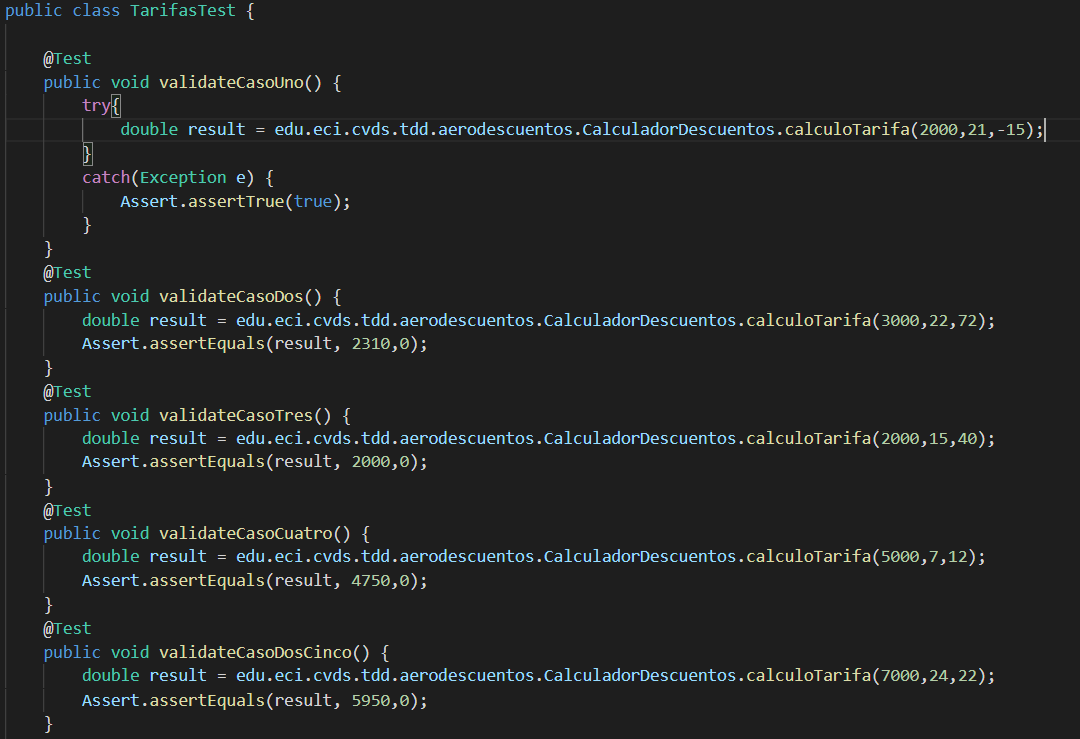 public class TarifasTest {
@Test
public void validateCasoUno() {
try{
double result = edu.eci.cvds.tdd.aerodescuentos.CalculadorDescuentos.calculoTarifa(2000,21,-15);
}
catch(Exception e) {
Assert.assertTrue(true);
}
}
@Test
public void validateCasoDos() {
double result = edu.eci.cvds.tdd.aerodescuentos.CalculadorDescuentos.calculoTarifa(3000,22,72);
Assert.assertEquals(result, 2310,0);
}
@Test
public void validateCasoTres() {
double result = edu.eci.cvds.tdd.aerodescuentos.CalculadorDescuentos.calculoTarifa(2000,15,40);
Assert.assertEquals(result, 2000,0);
}
@Test
public void validateCasoCuatro() {
double result = edu.eci.cvds.tdd.aerodescuentos.CalculadorDescuentos.calculoTarifa(5000,7,12);
Assert.assertEquals(result, 4750,0);
}
@Test
public void validateCasoDosCinco() {
double result = edu.eci.cvds.tdd.aerodescuentos.CalculadorDescuentos.calculoTarifa(7000,24,22);
Assert.assertEquals(result, 5950,0);
}